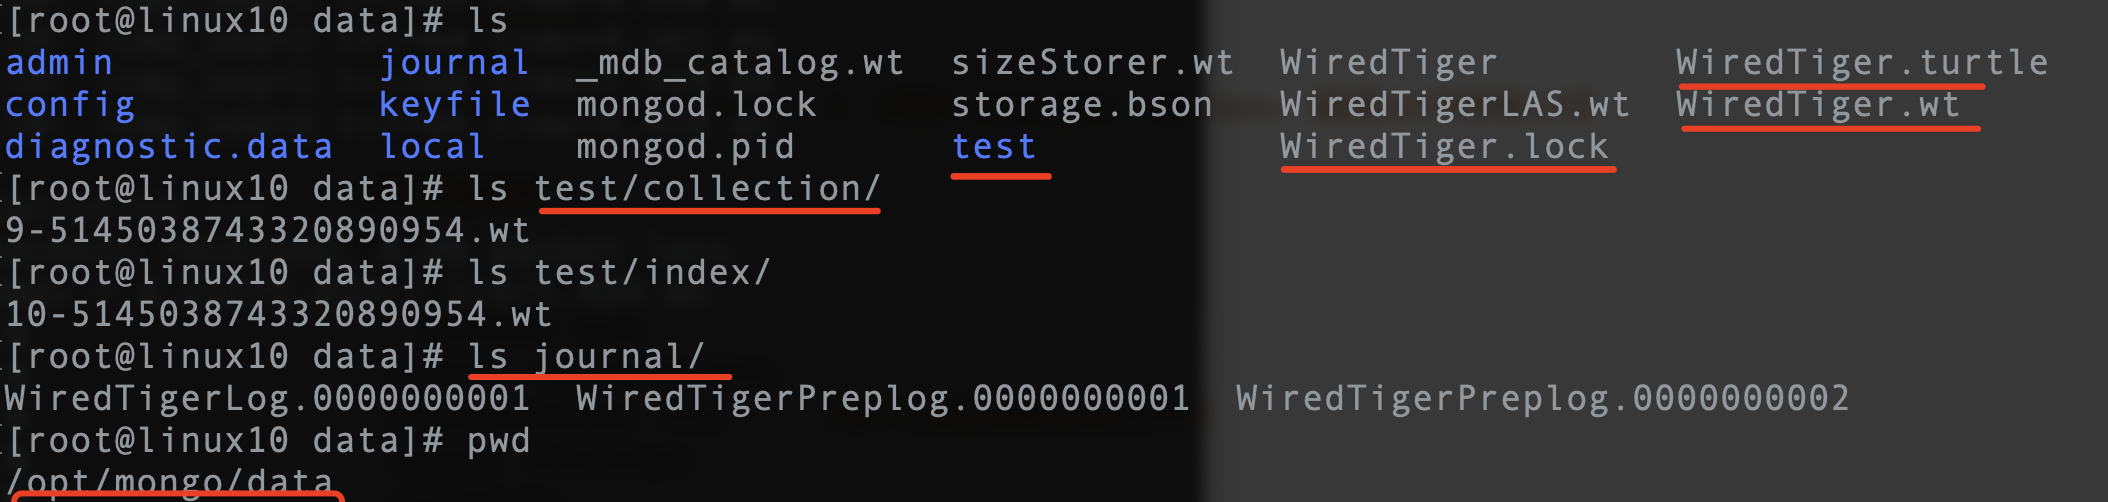 [root@linux10 data]# ls
admin journal _mdb_catalog.wt sizeStorer.wt WiredTiger WiredTiger.turtle
config keyfile mongod.lock storage.bson WiredTigerLAS.wt WiredTiger.wt
diagnostic.data local mongod.pid test WiredTiger.lock
[root@linux10 data]# ls test/collection/
9-5145038743320890954.wt
[root@linux10 data]# ls test/index/
10-5145038743320890954.wt
[root@linux10 data]# ls journal/
WiredTigerLog.0000000001 WiredTigerPreplog.0000000001 WiredTigerPreplog.0000000002
[root@linux10 data]# pwd
/opt/mongo/data